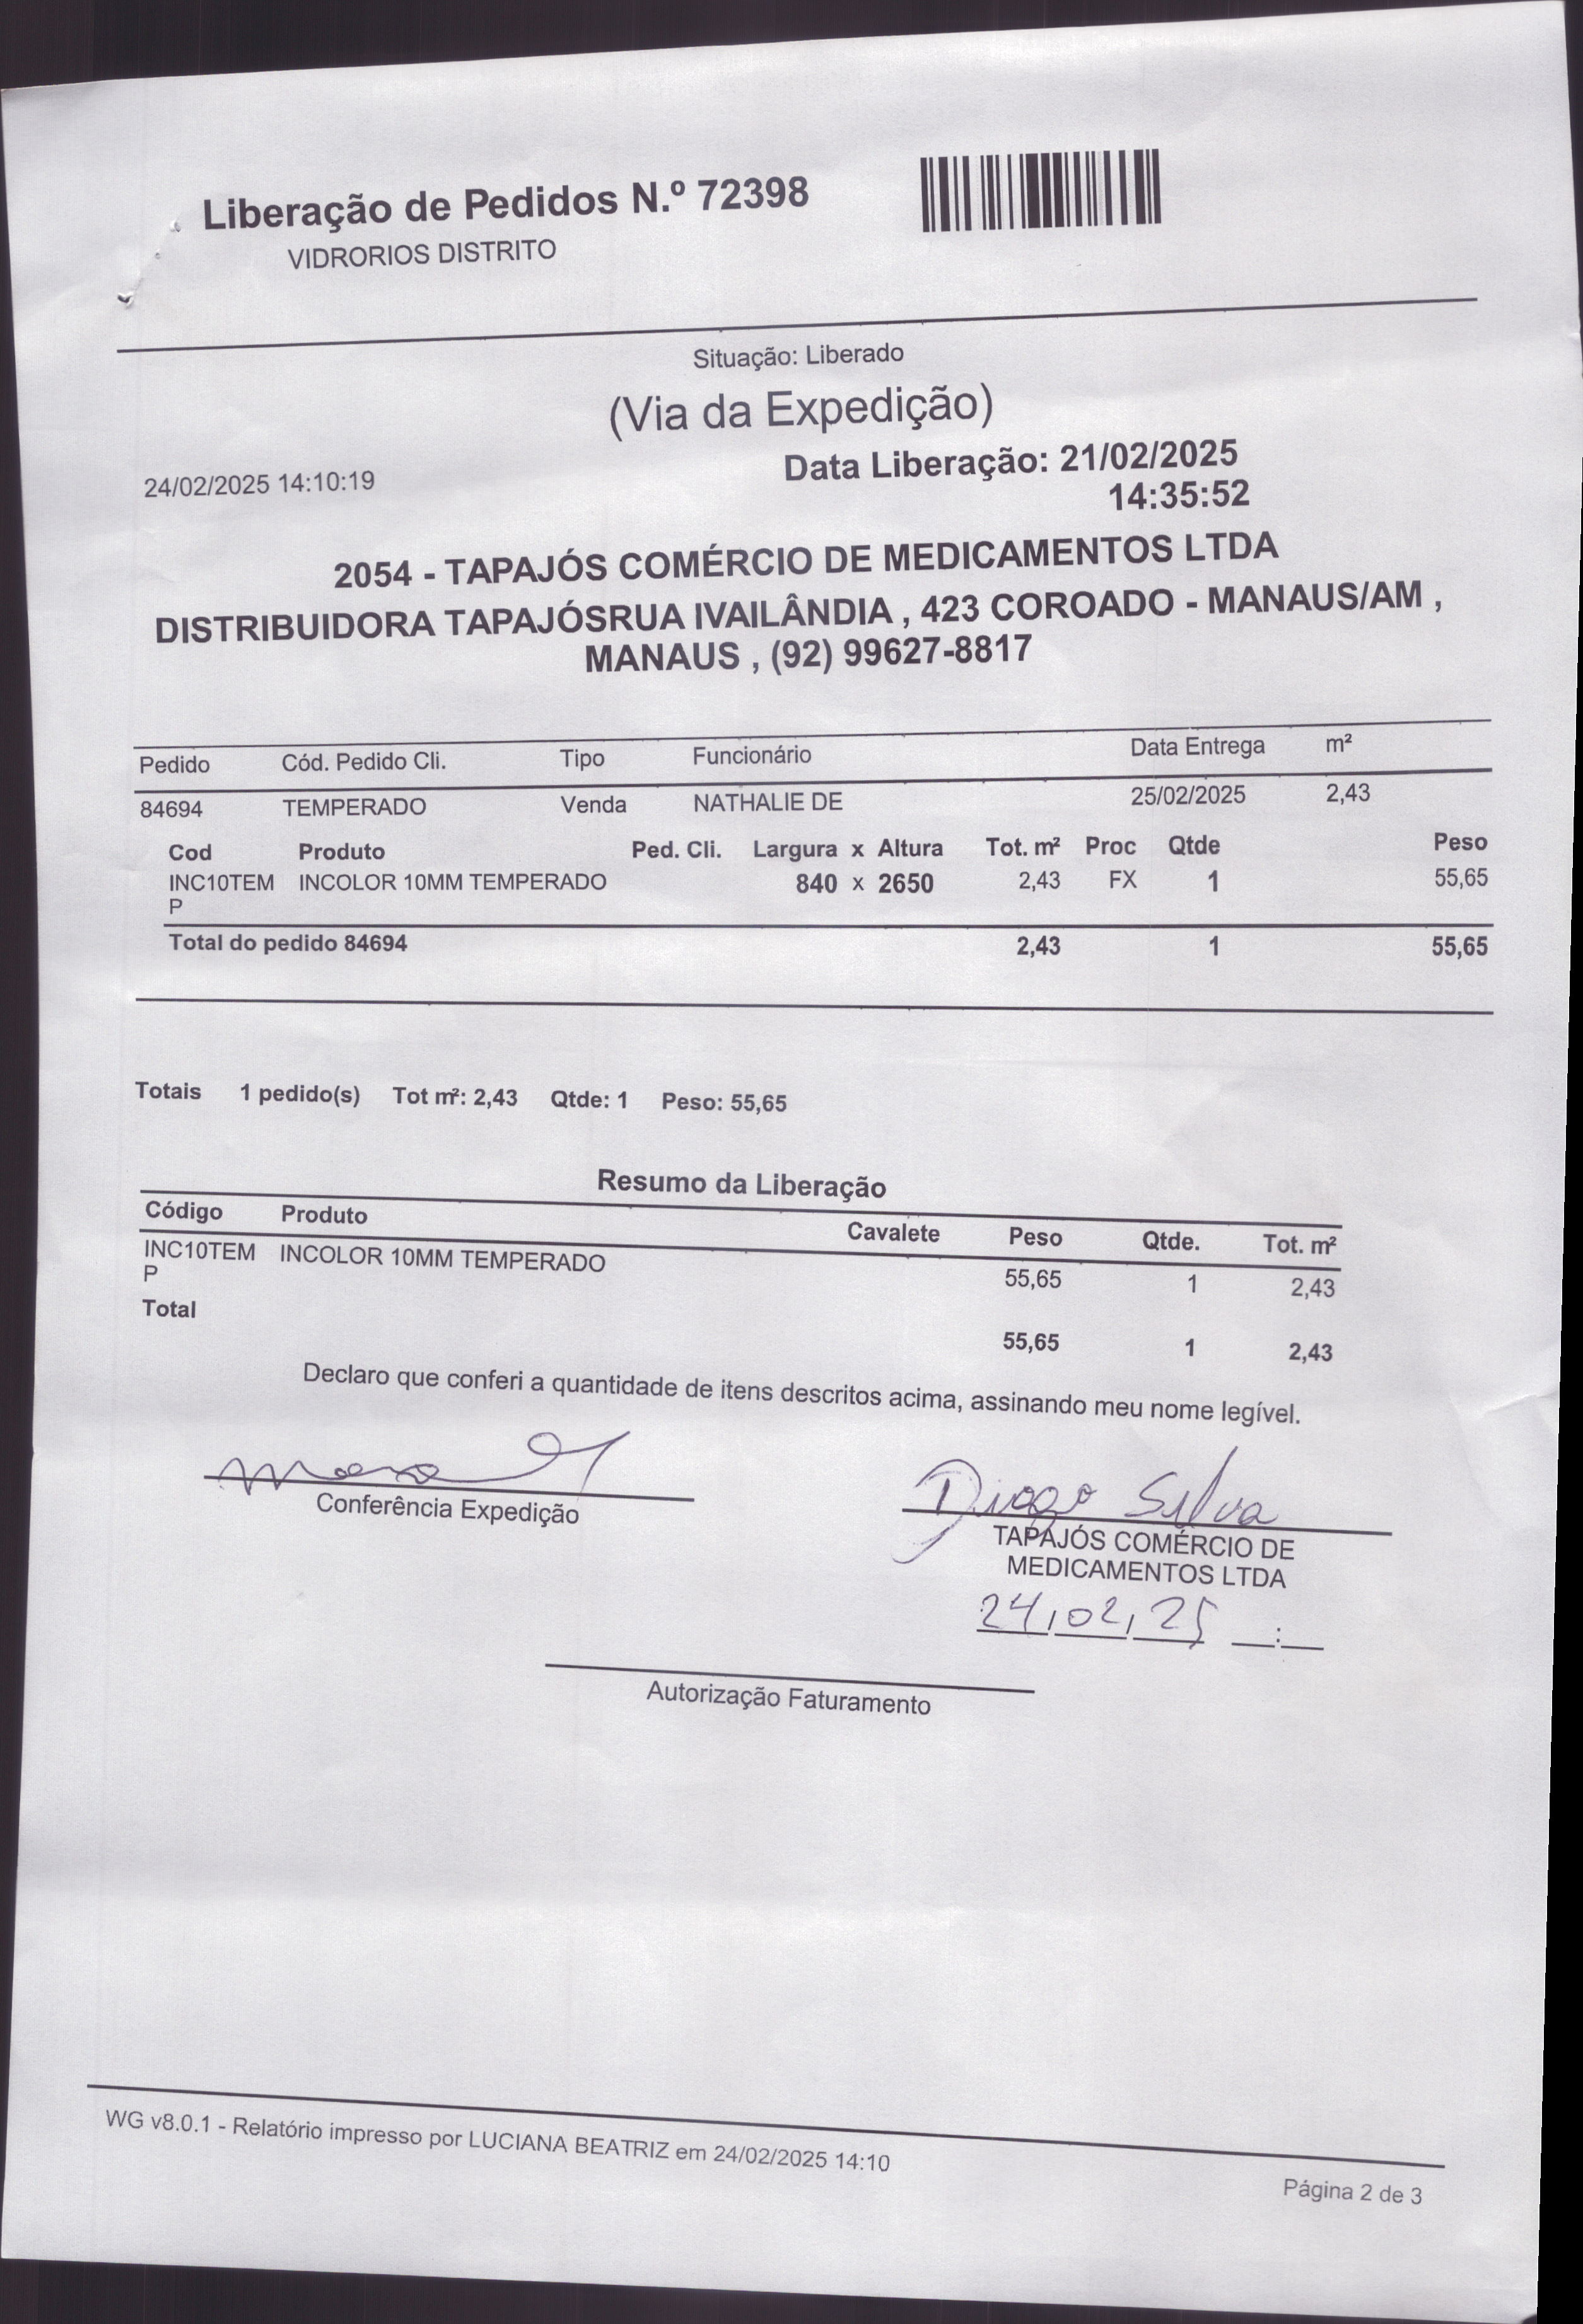 Liberação de Pedidos N.º 72398
VIDRORIOS DISTRITO
Situação: Liberado
(Via da Expedição)
24/02/2025 14:10:19
Data Liberação: 21/02/2025
14:35:52
2054 - TAPAJÓS COMÉRCIO DE MEDICAMENTOS LTDA
DISTRIBUIDORA TAPAJÓSRUA IVAILÂNDIA , 423 COROADO - MANAUS/AM ,
MANAUS , (92) 99627-8817
Pedido Cód. Pedido Cli. Tipo Funcionário Data Entrega m²
84694 TEMPERADO Venda NATHALIE DE 25/02/2025 2,43
Cod Produto Ped. Cli. Largura x Altura Tot. m² Proc Qtde Peso
INC10TEM INCOLOR 10MM TEMPERADO 840 x 2650 2,43 FX 1 55,65
P
Total do pedido 84694 2,43 1 55,65
Totais 1 pedido(s) Tot m²: 2,43 Qtde: 1 Peso: 55,65
Resumo da Liberação
Código Produto Cavalete Peso Qtde. Tot. m²
INC10TEM INCOLOR 10MM TEMPERADO 55,65 1 2,43
P
Total 55,65 1 2,43
Declaro que conferi a quantidade de itens descritos acima, assinando meu nome legível.
Diogo Silva
Conferência Expedição
TAPAJÓS COMÉRCIO DE
MEDICAMENTOS LTDA
24/02/25 __:__
Autorização Faturamento
WG v8.0.1 - Relatório impresso por LUCIANA BEATRIZ em 24/02/2025 14:10
Página 2 de 3